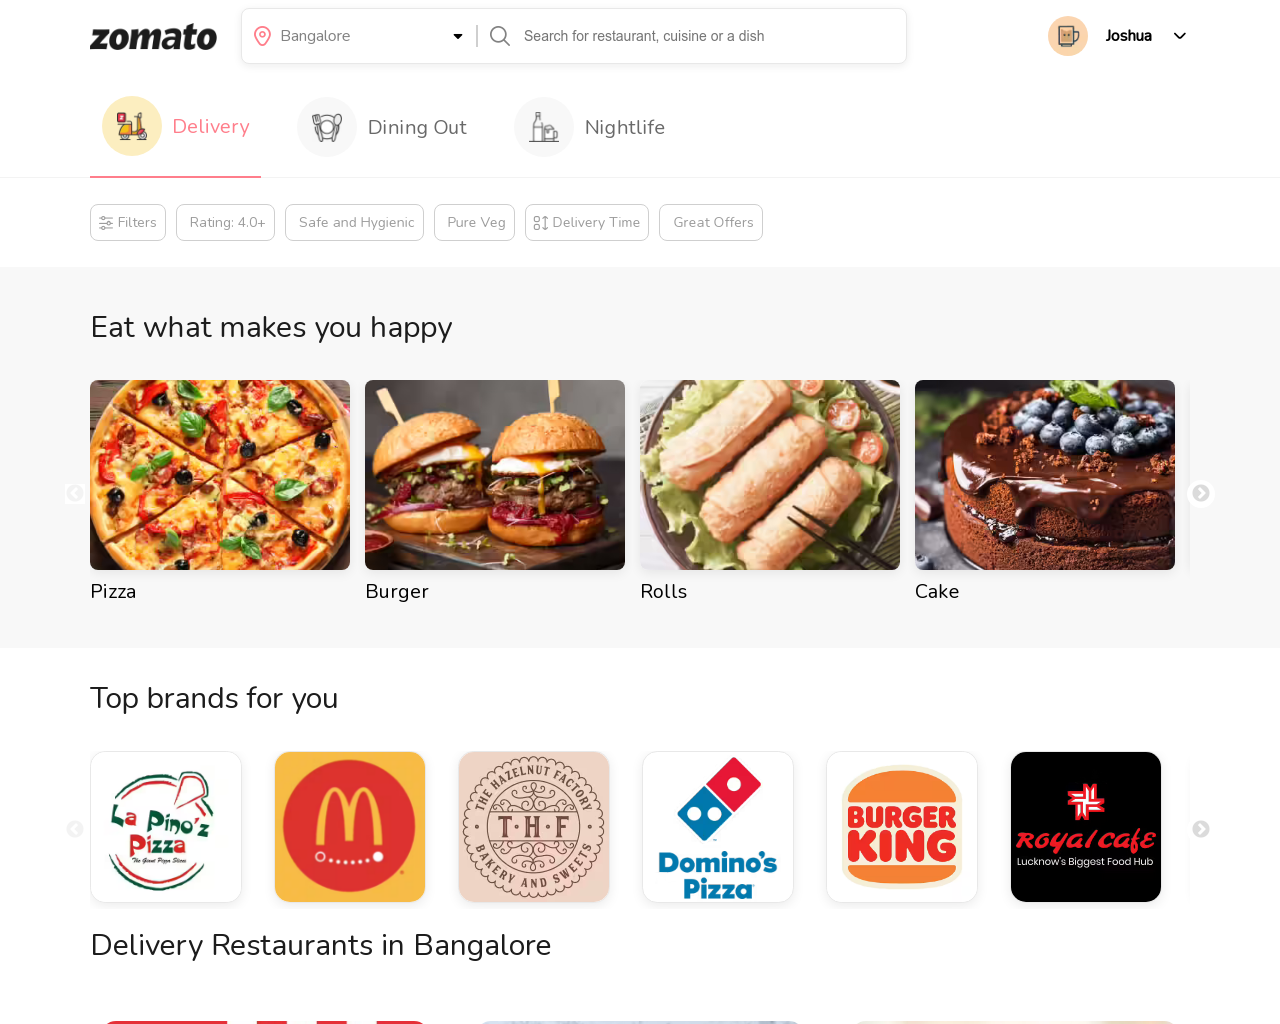 zomato
Bangalore
Search for restaurant, cuisine or a dish
Joshua
Delivery
Dining Out
Nightlife
Filters
Rating: 4.0+
Safe and Hygienic
Pure Veg
Delivery Time
Great Offers
Eat what makes you happy
Pizza
Burger
Rolls
Cake
Top brands for you
La Pino'z
Pizza
The Giant Pizza Slices
THE HAZELNUT FACTORY
T·H·F
BAKERY AND SWEETS
Domino's
Pizza
BURGER
KING
Royal Cafe
Lucknow's Biggest Food Hub
Delivery Restaurants in Bangalore